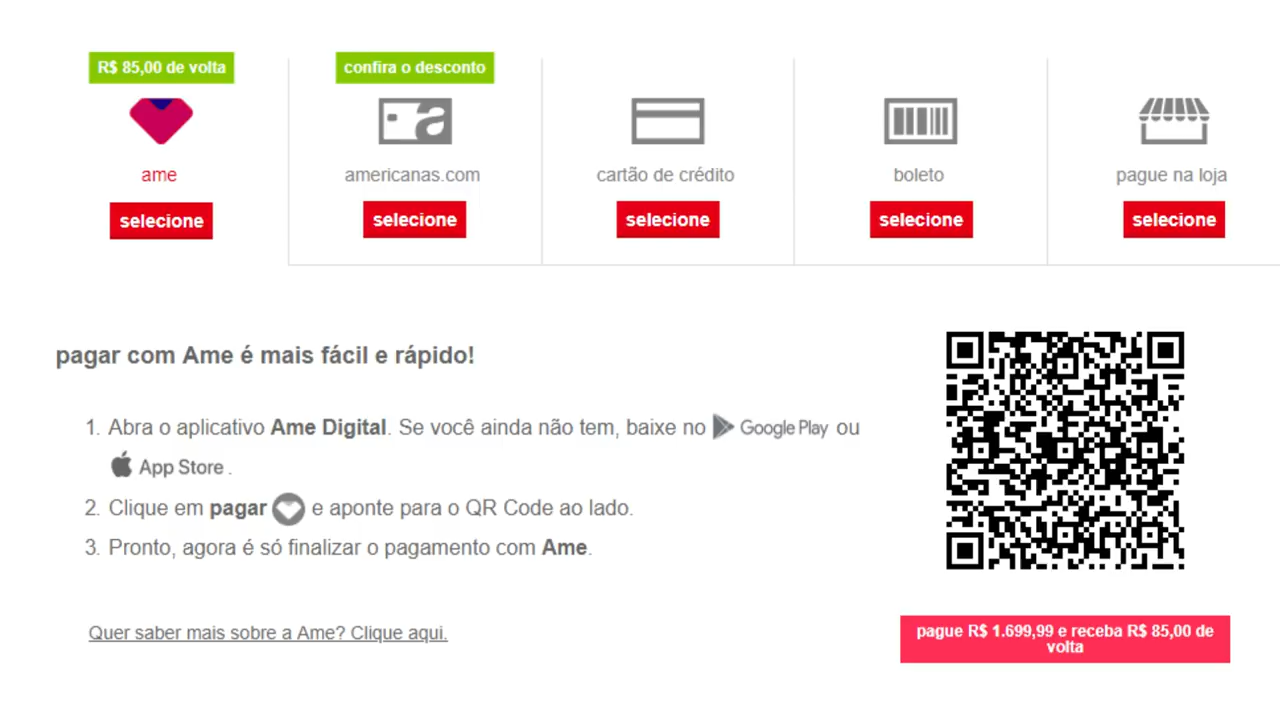 R$ 85,00 de volta
confira o desconto
ame
americanas.com
cartão de crédito
boleto
pague na loja
selecione
selecione
selecione
selecione
selecione
pagar com Ame é mais fácil e rápido!
1. Abra o aplicativo Ame Digital. Se você ainda não tem, baixe no Google Play ou
App Store .
2. Clique em pagar e aponte para o QR Code ao lado.
3. Pronto, agora é só finalizar o pagamento com Ame.
Quer saber mais sobre a Ame? Clique aqui.
pague R$ 1.699,99 e receba R$ 85,00 de
volta